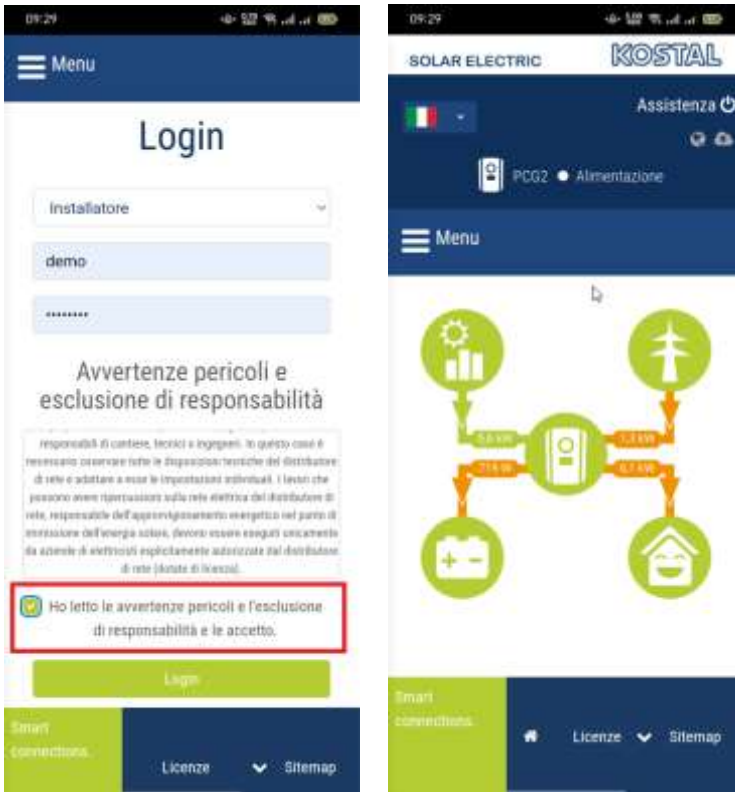 09:29
Menu
Login
Installatore
demo
Avvertenze pericoli e
esclusione di responsabilità
responsabili di cantiere, tecnici o ingegneri. In questo caso è
necessario osservare tutte le disposizioni tecniche del distributore
di rete e adattare a esse le impostazioni individuali. I lavori che
possono avere ripercussioni sulla rete elettrica del distributore di
rete, responsabile dell'approvvigionamento energetico nel punto di
immissione dell'energia solare, devono essere eseguiti unicamente
da aziende di elettricisti esplicitamente autorizzate dal distributore
di rete (dotate di licenza).
Ho letto le avvertenze pericoli e l'esclusione
di responsabilità e le accetto.
Login
Smart
connections.
Licenze
Sitemap
09:29
SOLAR ELECTRIC
KOSTAL
Assistenza
PCG2
Alimentazione
Menu
Smart
connections.
Licenze
Sitemap